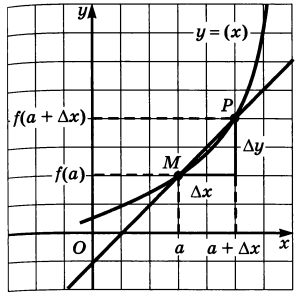 y
y = (x)
f(a + Δx)
P
Δy
M
f(a)
Δx
O
a
a + Δx
x